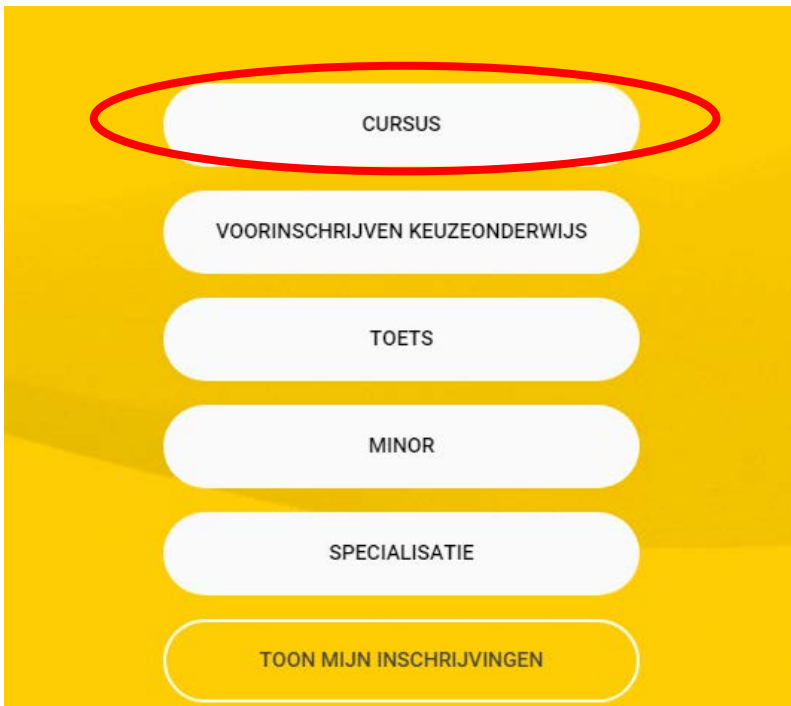 CURSUS
VOORINSCHRIJVEN KEUZEONDERWIJS
TOETS
MINOR
SPECIALISATIE
TOON MIJN INSCHRIJVINGEN